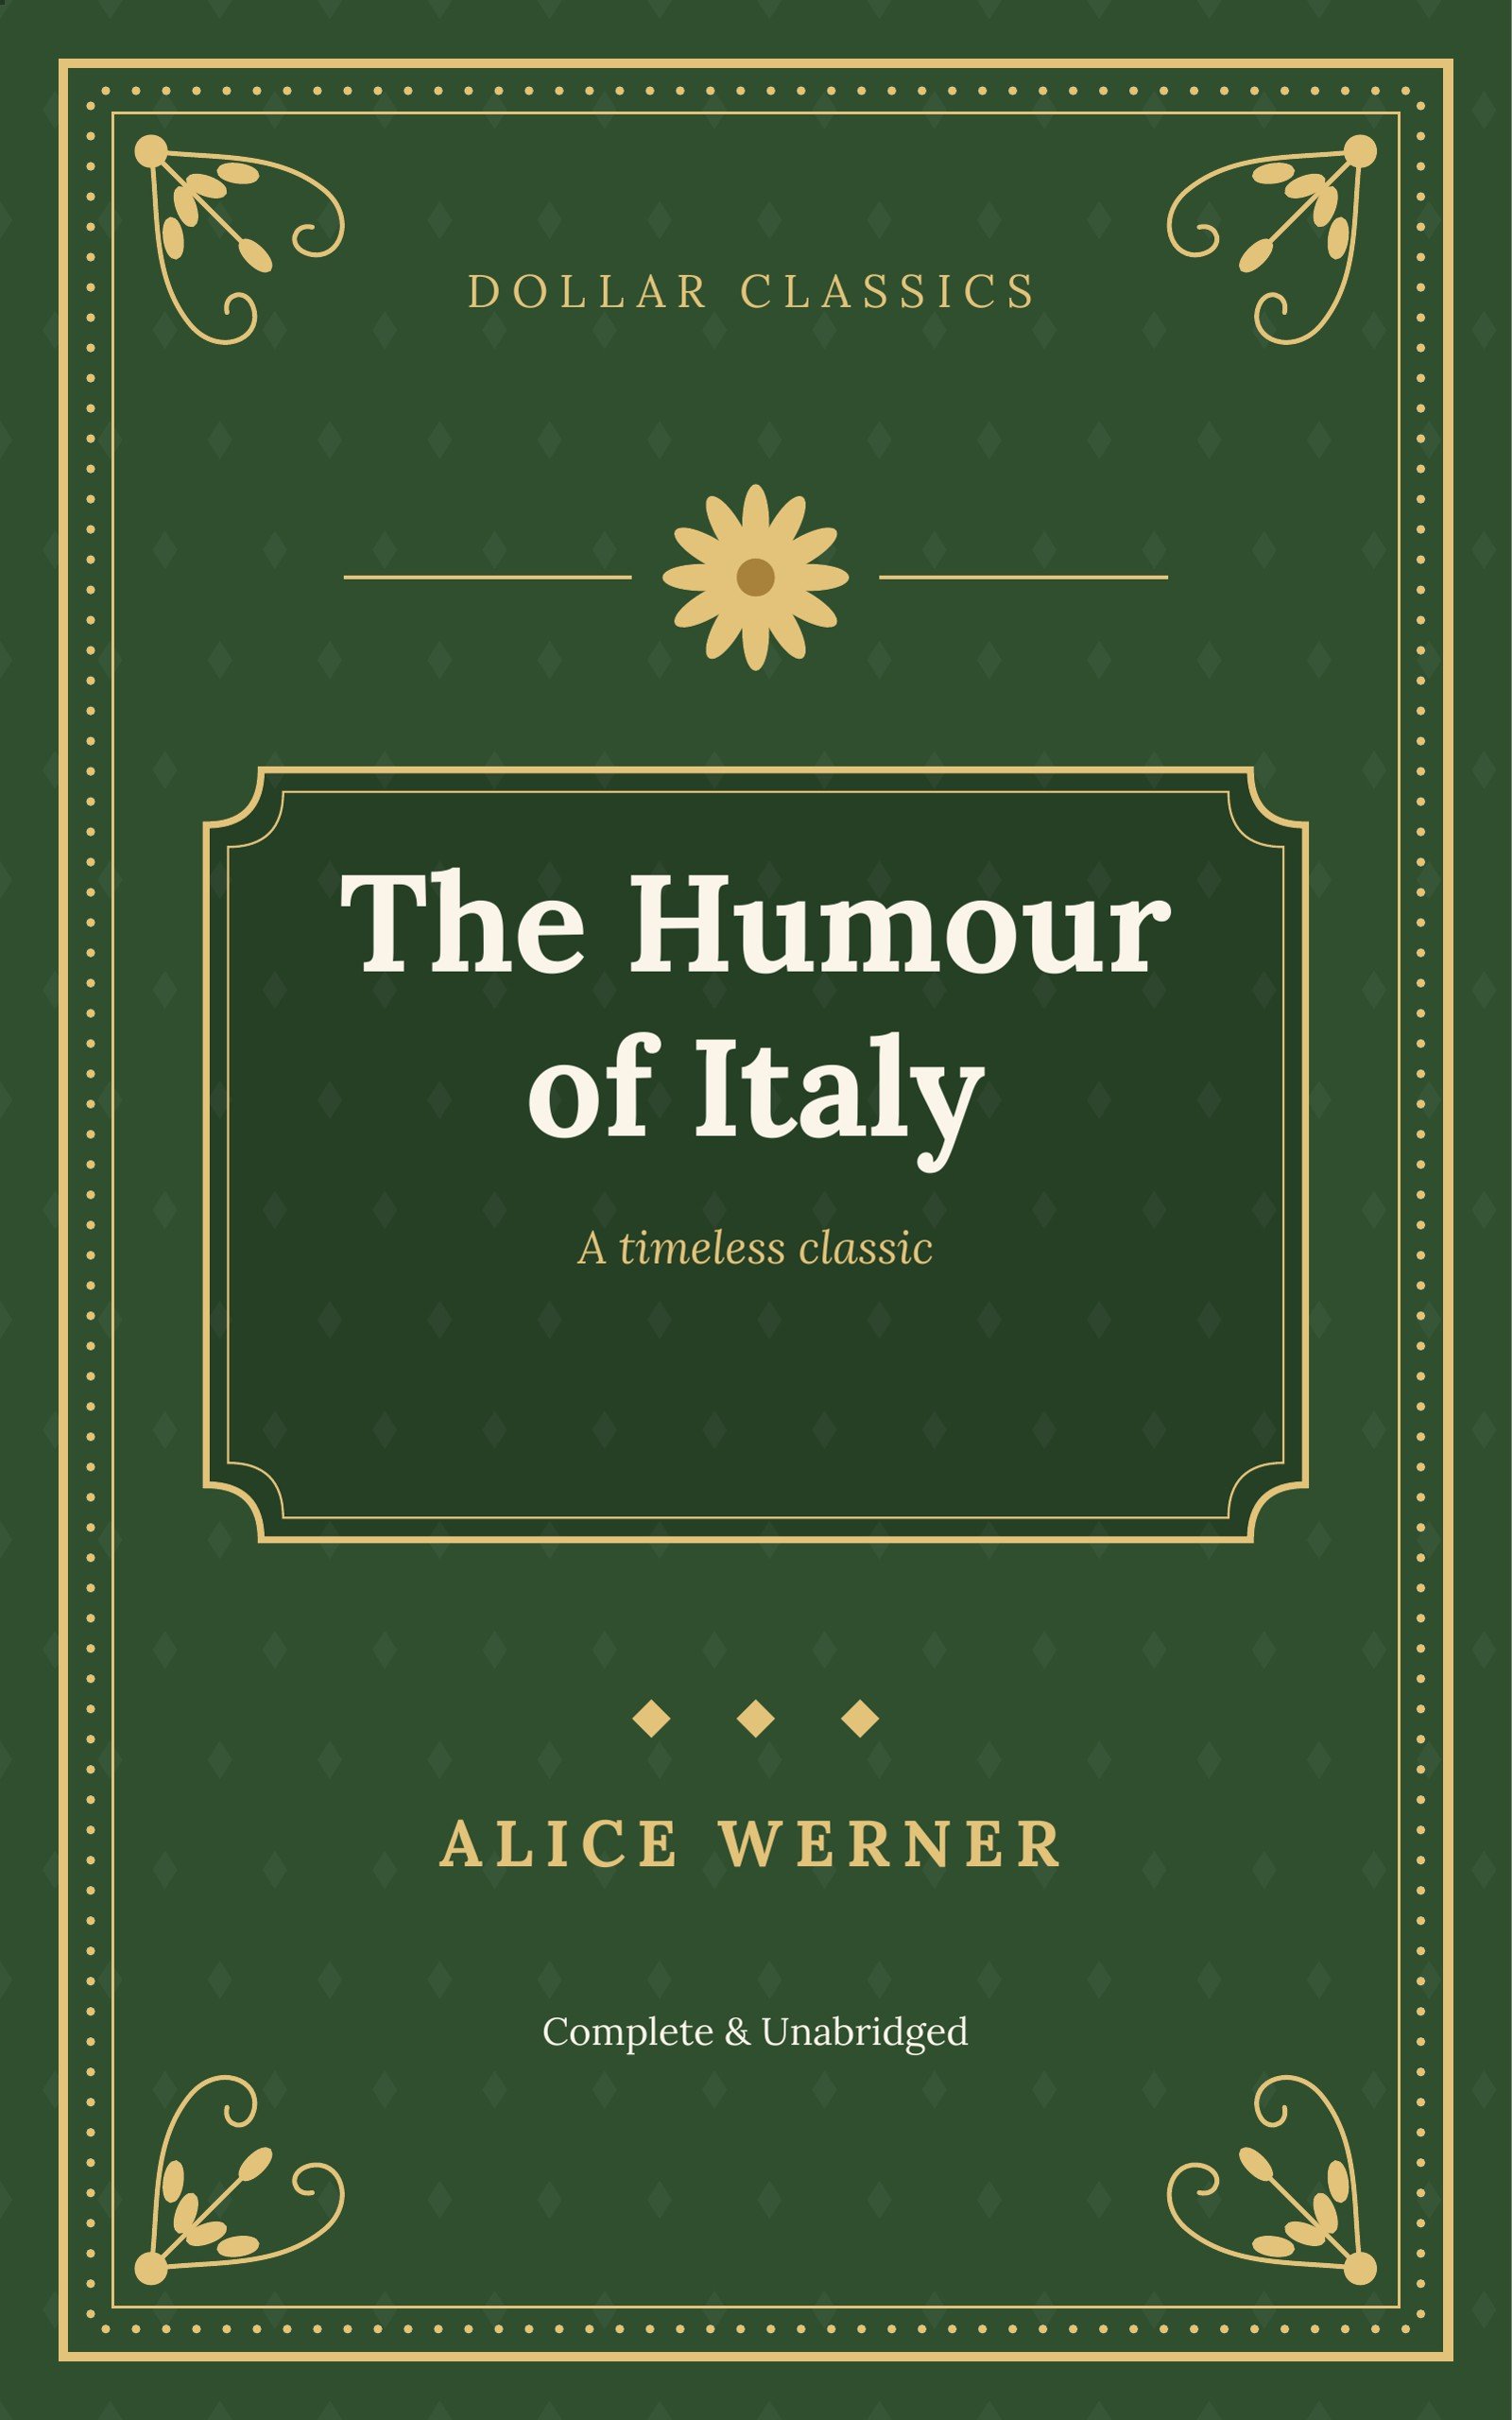 DOLLAR CLASSICS
The Humour
of Italy
A timeless classic
ALICE WERNER
Complete & Unabridged